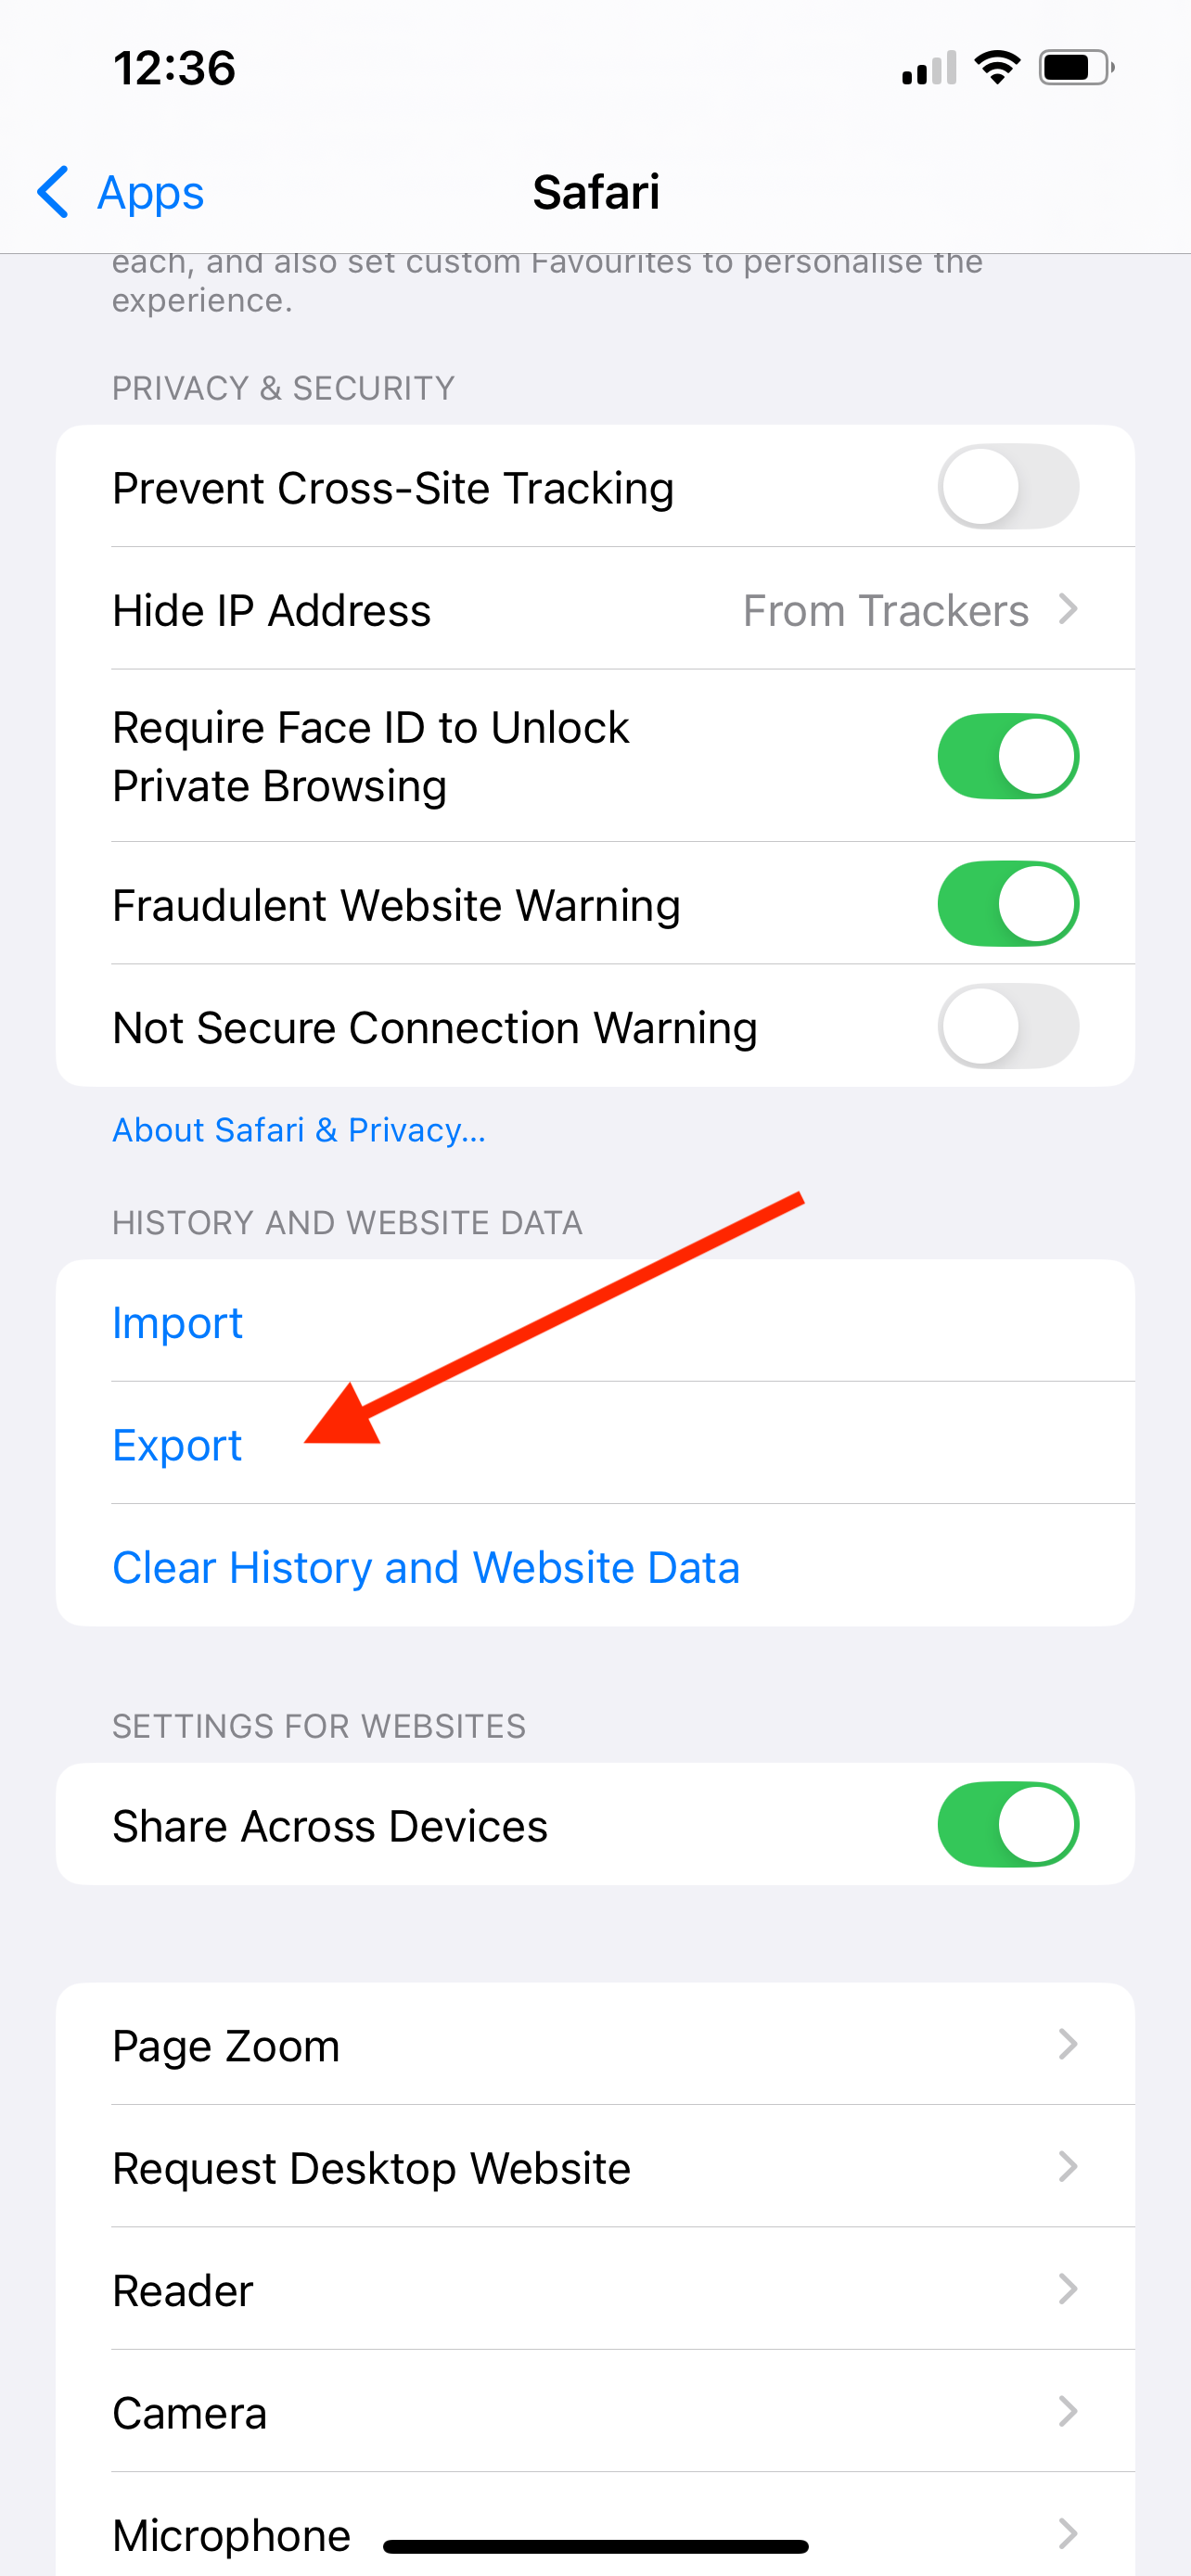 12:36
Apps
Safari
each, and also set custom Favourites to personalise the
experience.
PRIVACY & SECURITY
Prevent Cross-Site Tracking
Hide IP Address From Trackers
Require Face ID to Unlock
Private Browsing
Fraudulent Website Warning
Not Secure Connection Warning
About Safari & Privacy...
HISTORY AND WEBSITE DATA
Import
Export
Clear History and Website Data
SETTINGS FOR WEBSITES
Share Across Devices
Page Zoom
Request Desktop Website
Reader
Camera
Microphone